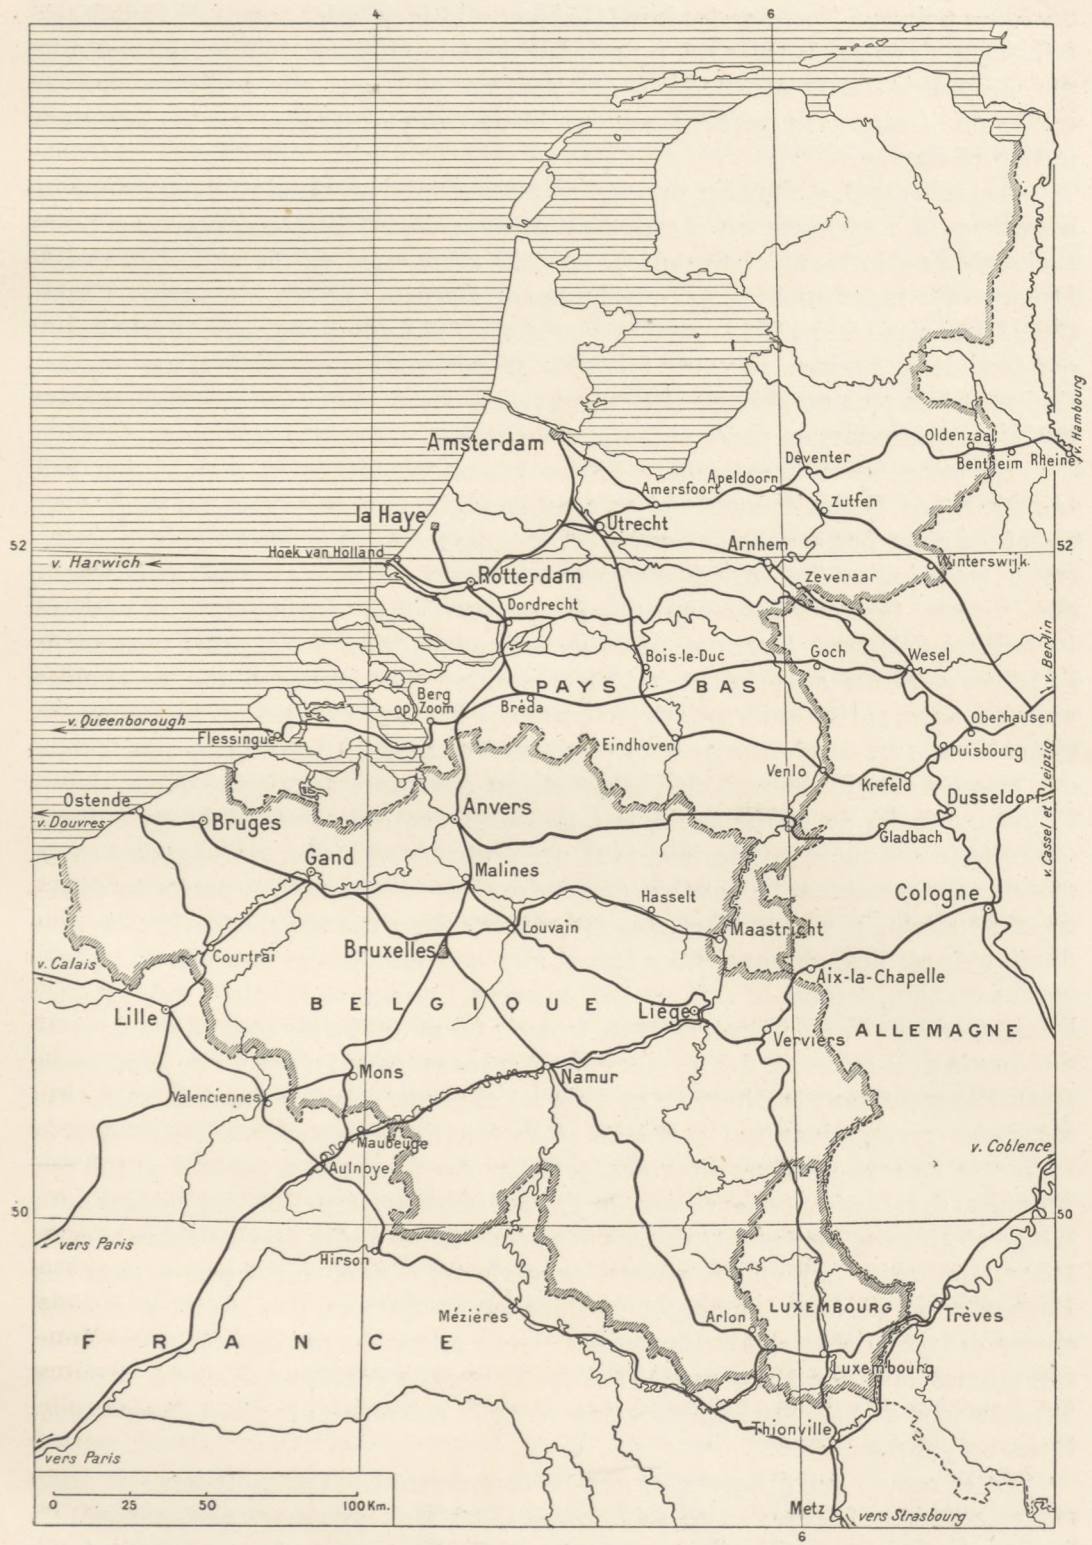 4
6
v. Hambourg
Oldenzaal
Amsterdam
Deventer
Bentheim
Rheine
Apeldoorn
Amersfoort
Zutfen
la Haye
Utrecht
52
52
Arnhem
Hoek van Holland
v. Harwich
Winterswijk
Rotterdam
Zevenaar
Dordrecht
v. Berlin
Goch
Wesel
Bois-le-Duc
PAYS BAS
Berg
op Zoom
Bréda
v. Queenborough
Flessingue
Oberhausen
Eindhoven
Duisbourg
Venlo
Krefeld
v. Cassel et Leipzig
Ostende
Anvers
Dusseldorf
v. Douvres
Bruges
Gladbach
Gand
Malines
Hasselt
Cologne
Louvain
Maastricht
Bruxelles
Courtrai
v. Calais
Aix-la-Chapelle
BELGIQUE
Lille
Liége
ALLEMAGNE
Verviers
Mons
Namur
Valenciennes
Maubeuge
Aulnoye
v. Coblence
50
50
vers Paris
Hirson
LUXEMBOURG
Mézières
Arlon
Trèves
FRANCE
Luxembourg
Thionville
vers Paris
0 25 50 100 Km.
Metz
vers Strasbourg
6